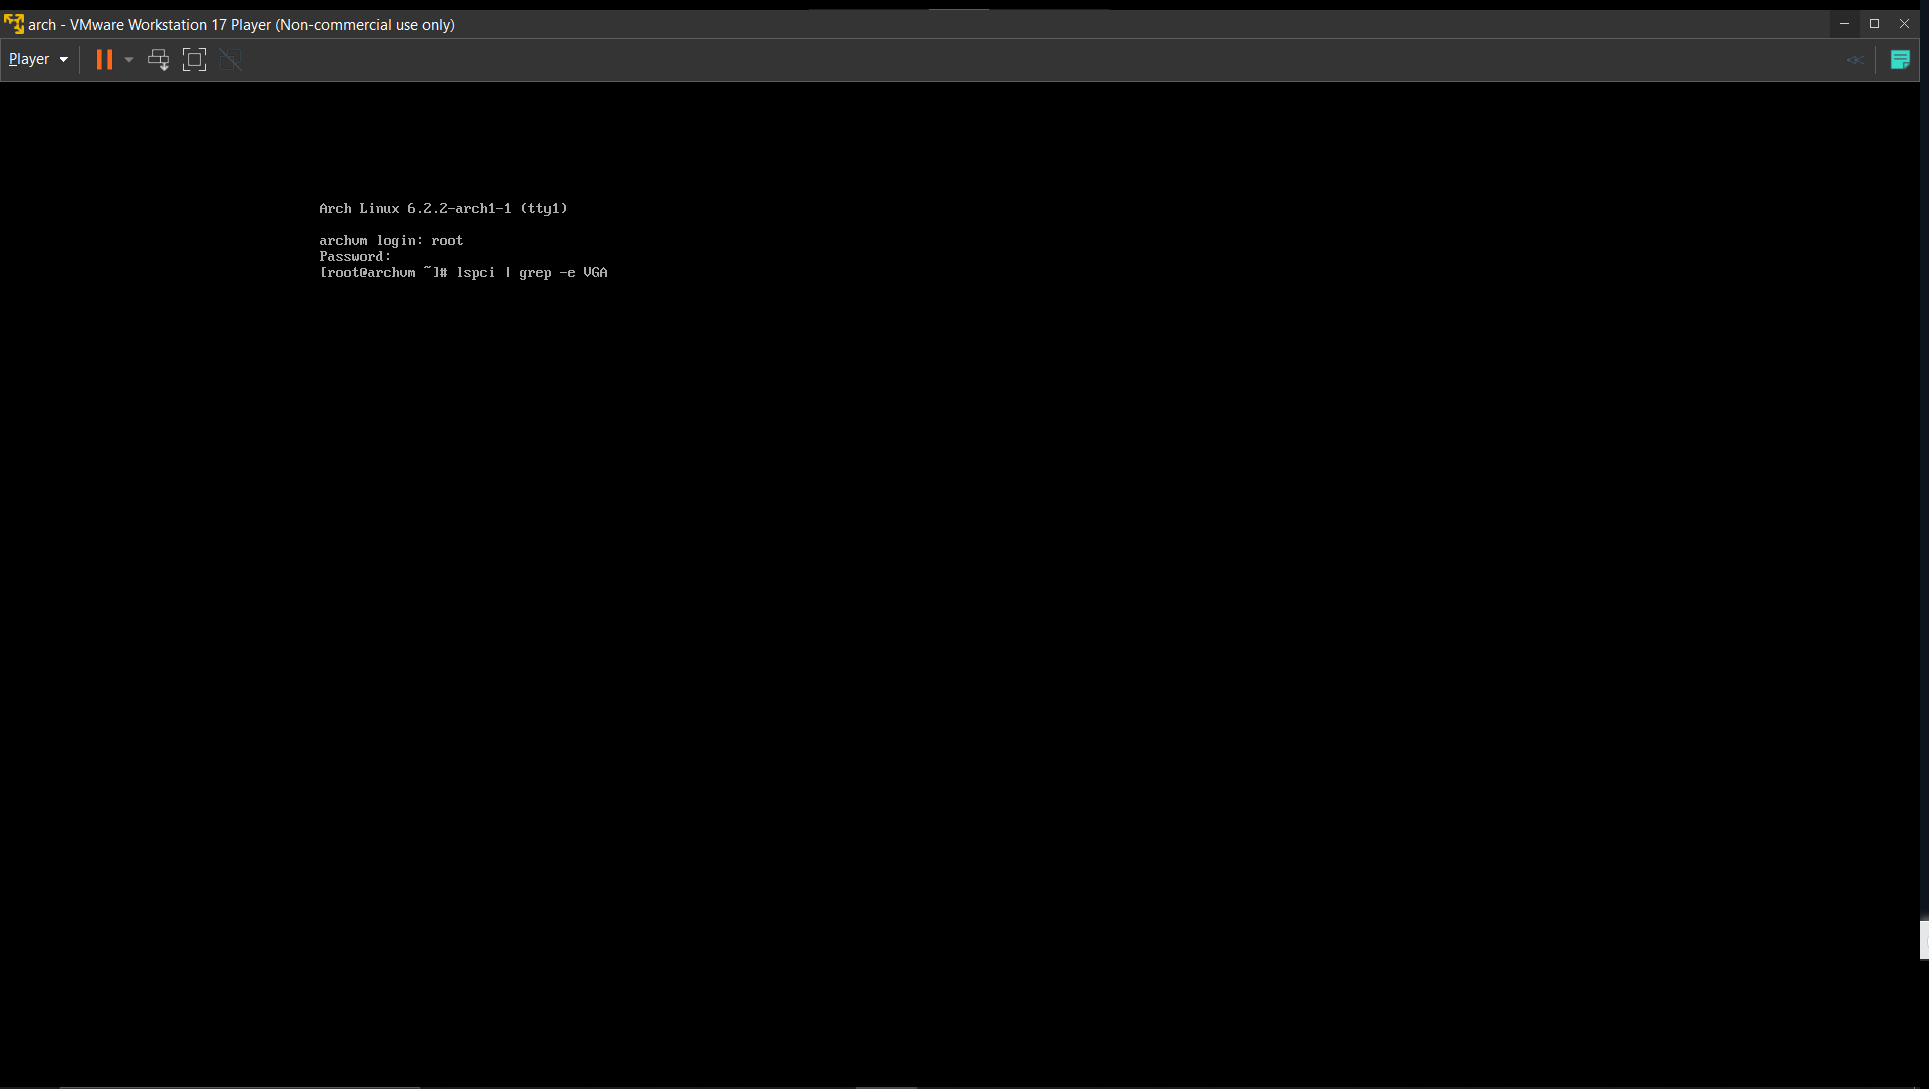 arch - VMware Workstation 17 Player (Non-commercial use only)
Player
Arch Linux 6.2.2-arch1-1 (tty1)
archvm login: root
Password:
[root@archvm ~]# lspci | grep -e VGA